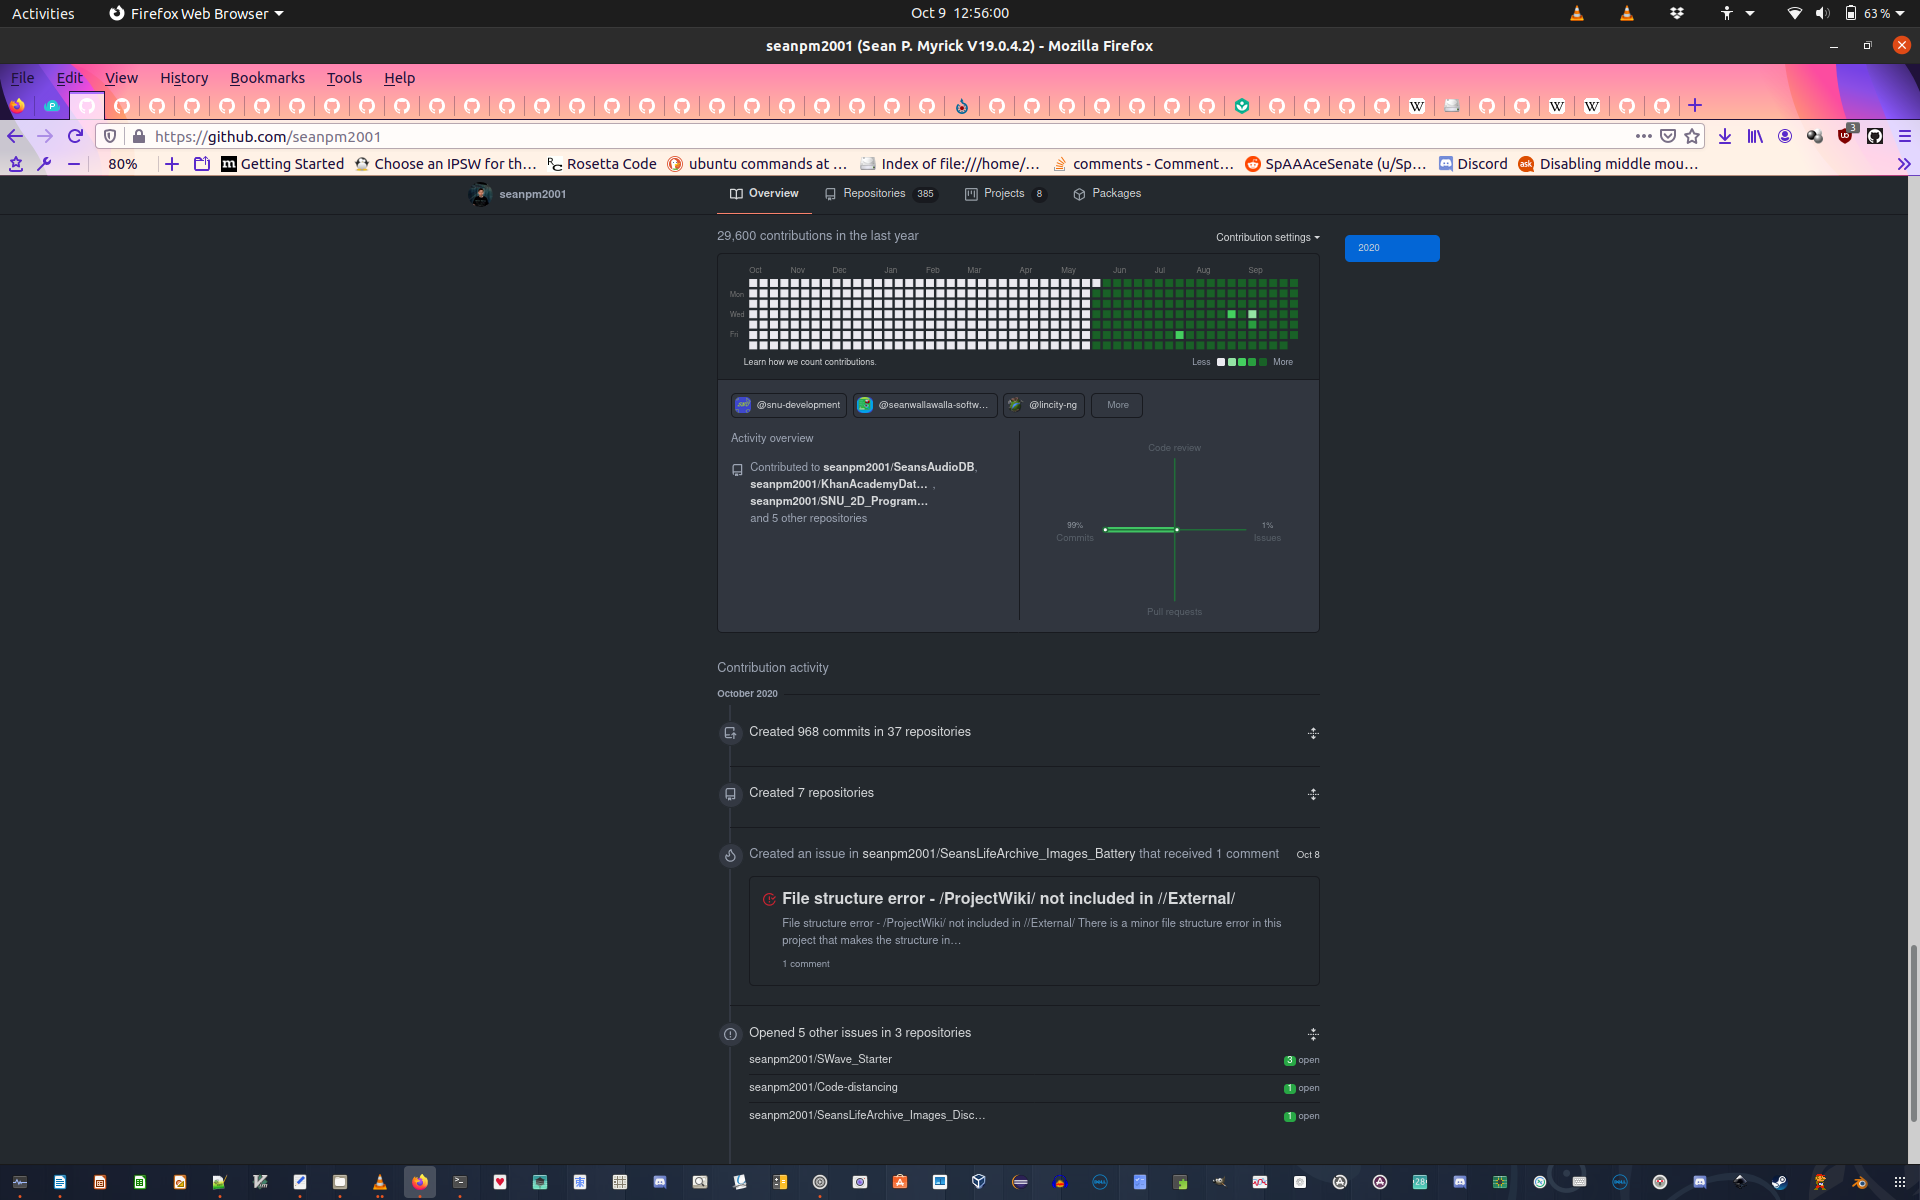 Activities
Firefox Web Browser
Oct 9 12:56:00
63 %
seanpm2001 (Sean P. Myrick V19.0.4.2) - Mozilla Firefox
File Edit View History Bookmarks Tools Help
https://github.com/seanpm2001
3
80%
Getting Started
Choose an IPSW for th…
Rosetta Code
ubuntu commands at …
Index of file:///home/…
comments - Comment…
SpAAAceSenate (u/Sp…
Discord
Disabling middle mou…
seanpm2001
Overview
Repositories 385
Projects 8
Packages
29,600 contributions in the last year
Contribution settings
2020
Oct Nov Dec Jan Feb Mar Apr May Jun Jul Aug Sep
Mon
Wed
Fri
Learn how we count contributions.
Less More
@snu-development
@seanwallawalla-softw…
@lincity-ng
More
Activity overview
Contributed to seanpm2001/SeansAudioDB,
seanpm2001/KhanAcademyDat… ,
seanpm2001/SNU_2D_Program…
and 5 other repositories
Code review
99%
Commits
1%
Issues
Pull requests
Contribution activity
October 2020
Created 968 commits in 37 repositories
Created 7 repositories
Created an issue in seanpm2001/SeansLifeArchive_Images_Battery that received 1 comment
Oct 8
File structure error - /ProjectWiki/ not included in //External/
File structure error - /ProjectWiki/ not included in //External/ There is a minor file structure error in this
project that makes the structure in…
1 comment
Opened 5 other issues in 3 repositories
seanpm2001/SWave_Starter
3 open
seanpm2001/Code-distancing
1 open
seanpm2001/SeansLifeArchive_Images_Disc…
1 open